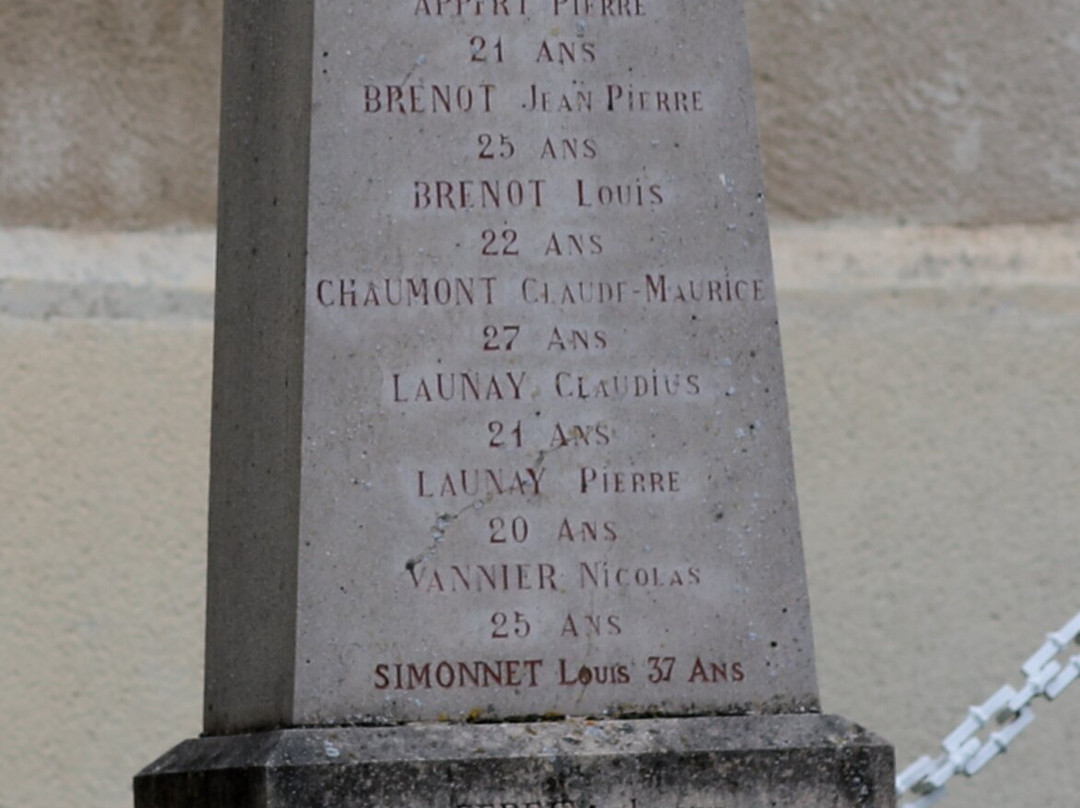 APPERT PIERRE
21 ANS
BRENOT JEAN PIERRE
25 ANS
BRENOT LOUIS
22 ANS
CHAUMONT CLAUDE-MAURICE
27 ANS
LAUNAY CLAUDIUS
21 ANS
LAUNAY PIERRE
20 ANS
VANNIER NICOLAS
25 ANS
SIMONNET LOUIS 37 ANS